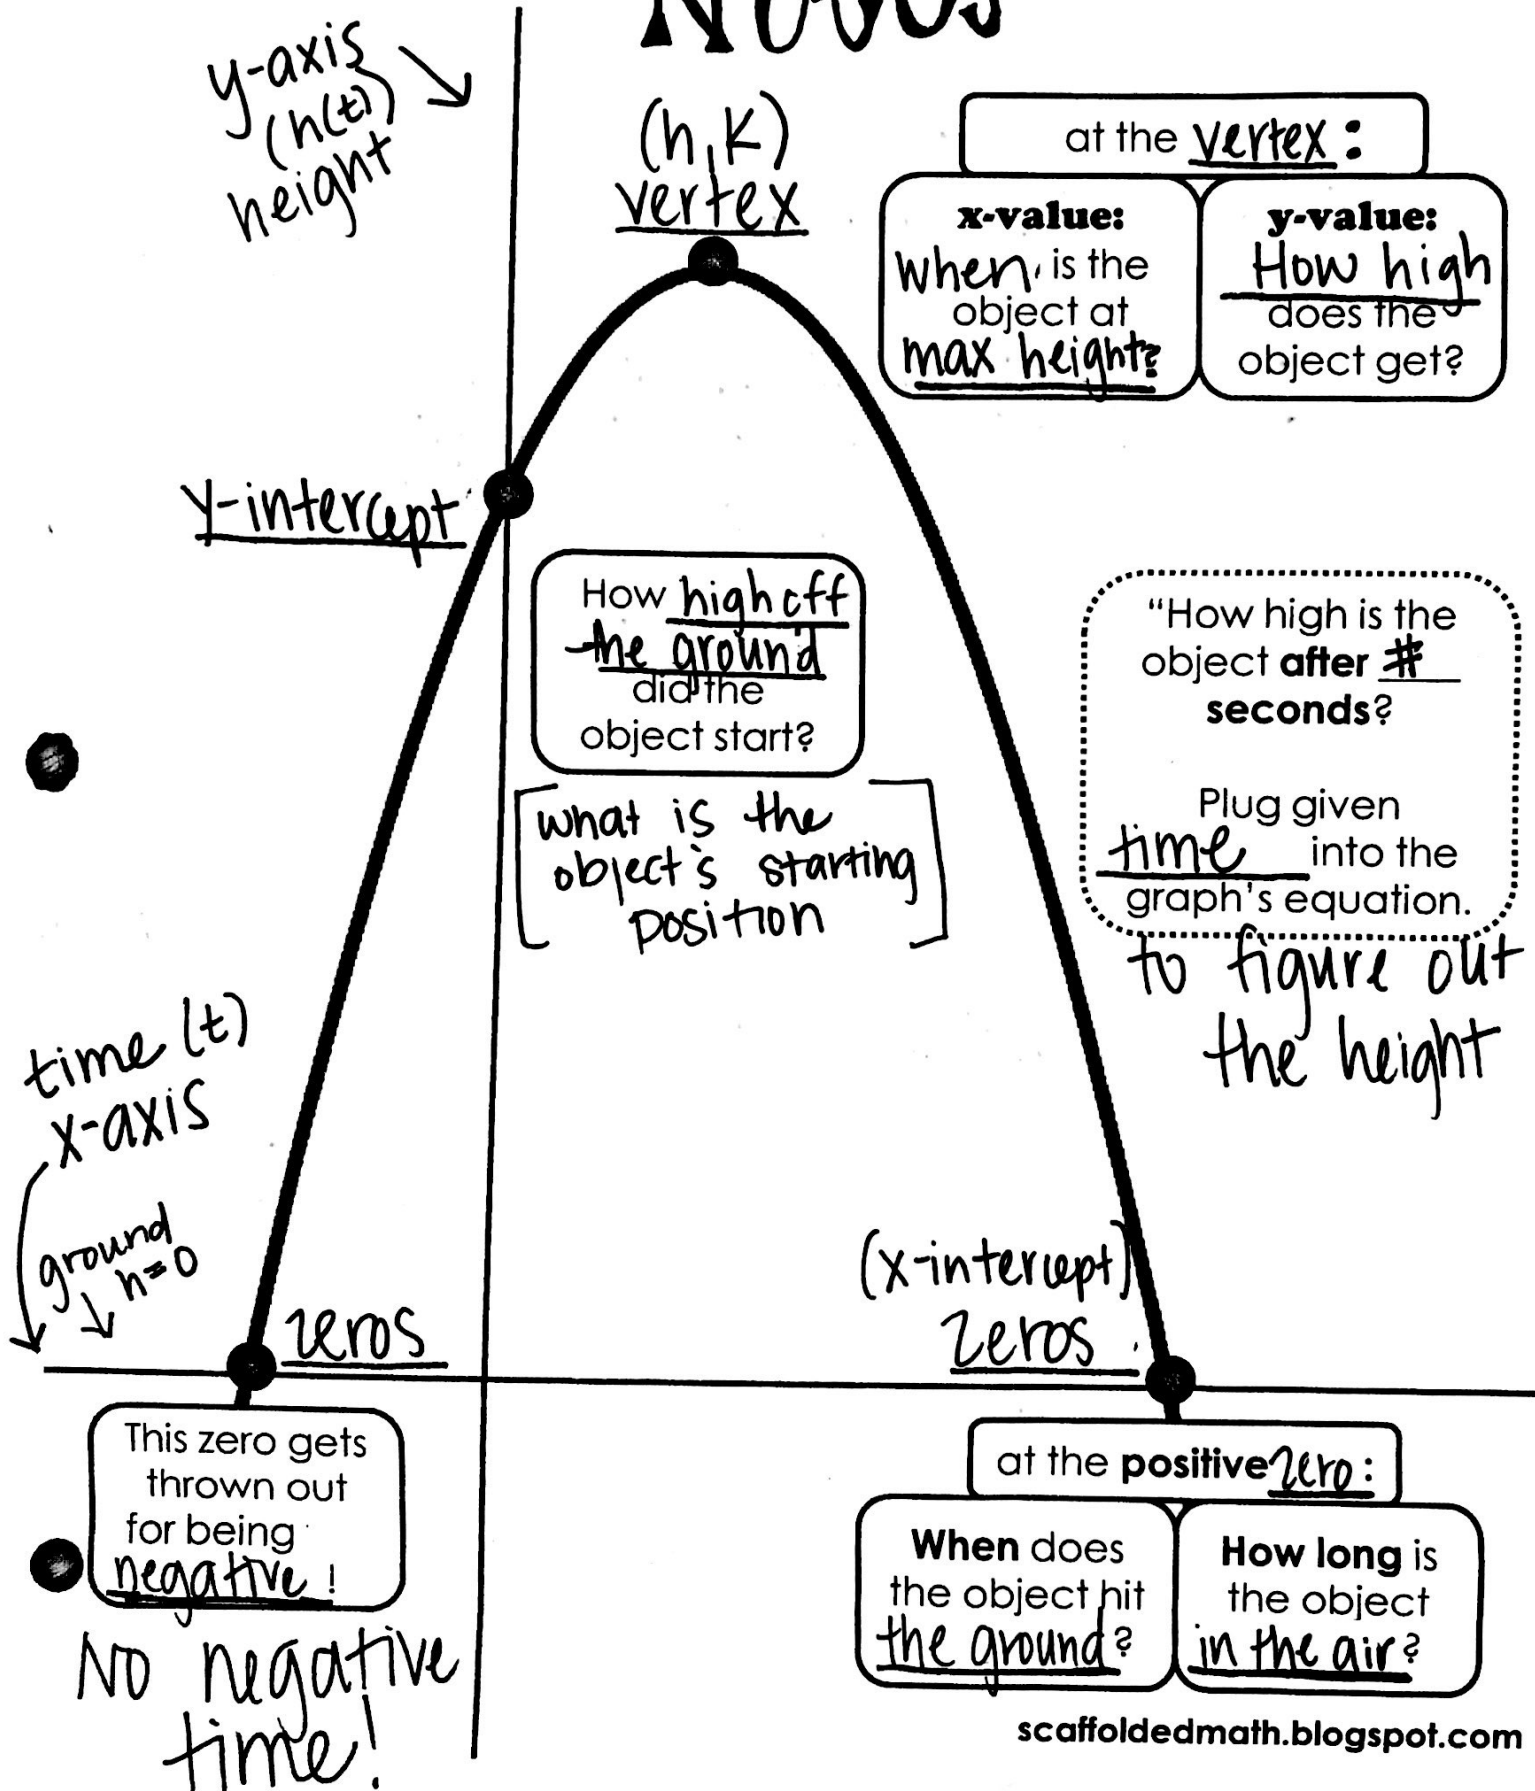 Notes
y-axis
(h(t))
height
(h,k)
vertex
at the vertex:
x-value:
when is the
object at
max height?
y-value:
How high
does the
object get?
y-intercept
How high off
the ground
did the
object start?
[what is the
object's starting
position]
"How high is the
object after #
seconds?
Plug given
time into the
graph's equation.
to figure out
the height
time (t)
x-axis
ground
h=0
zeros
(x-intercept)
zeros
This zero gets
thrown out
for being
negative!
No negative
time!
at the positive zero:
When does
the object hit
the ground?
How long is
the object
in the air?
scaffoldedmath.blogspot.com